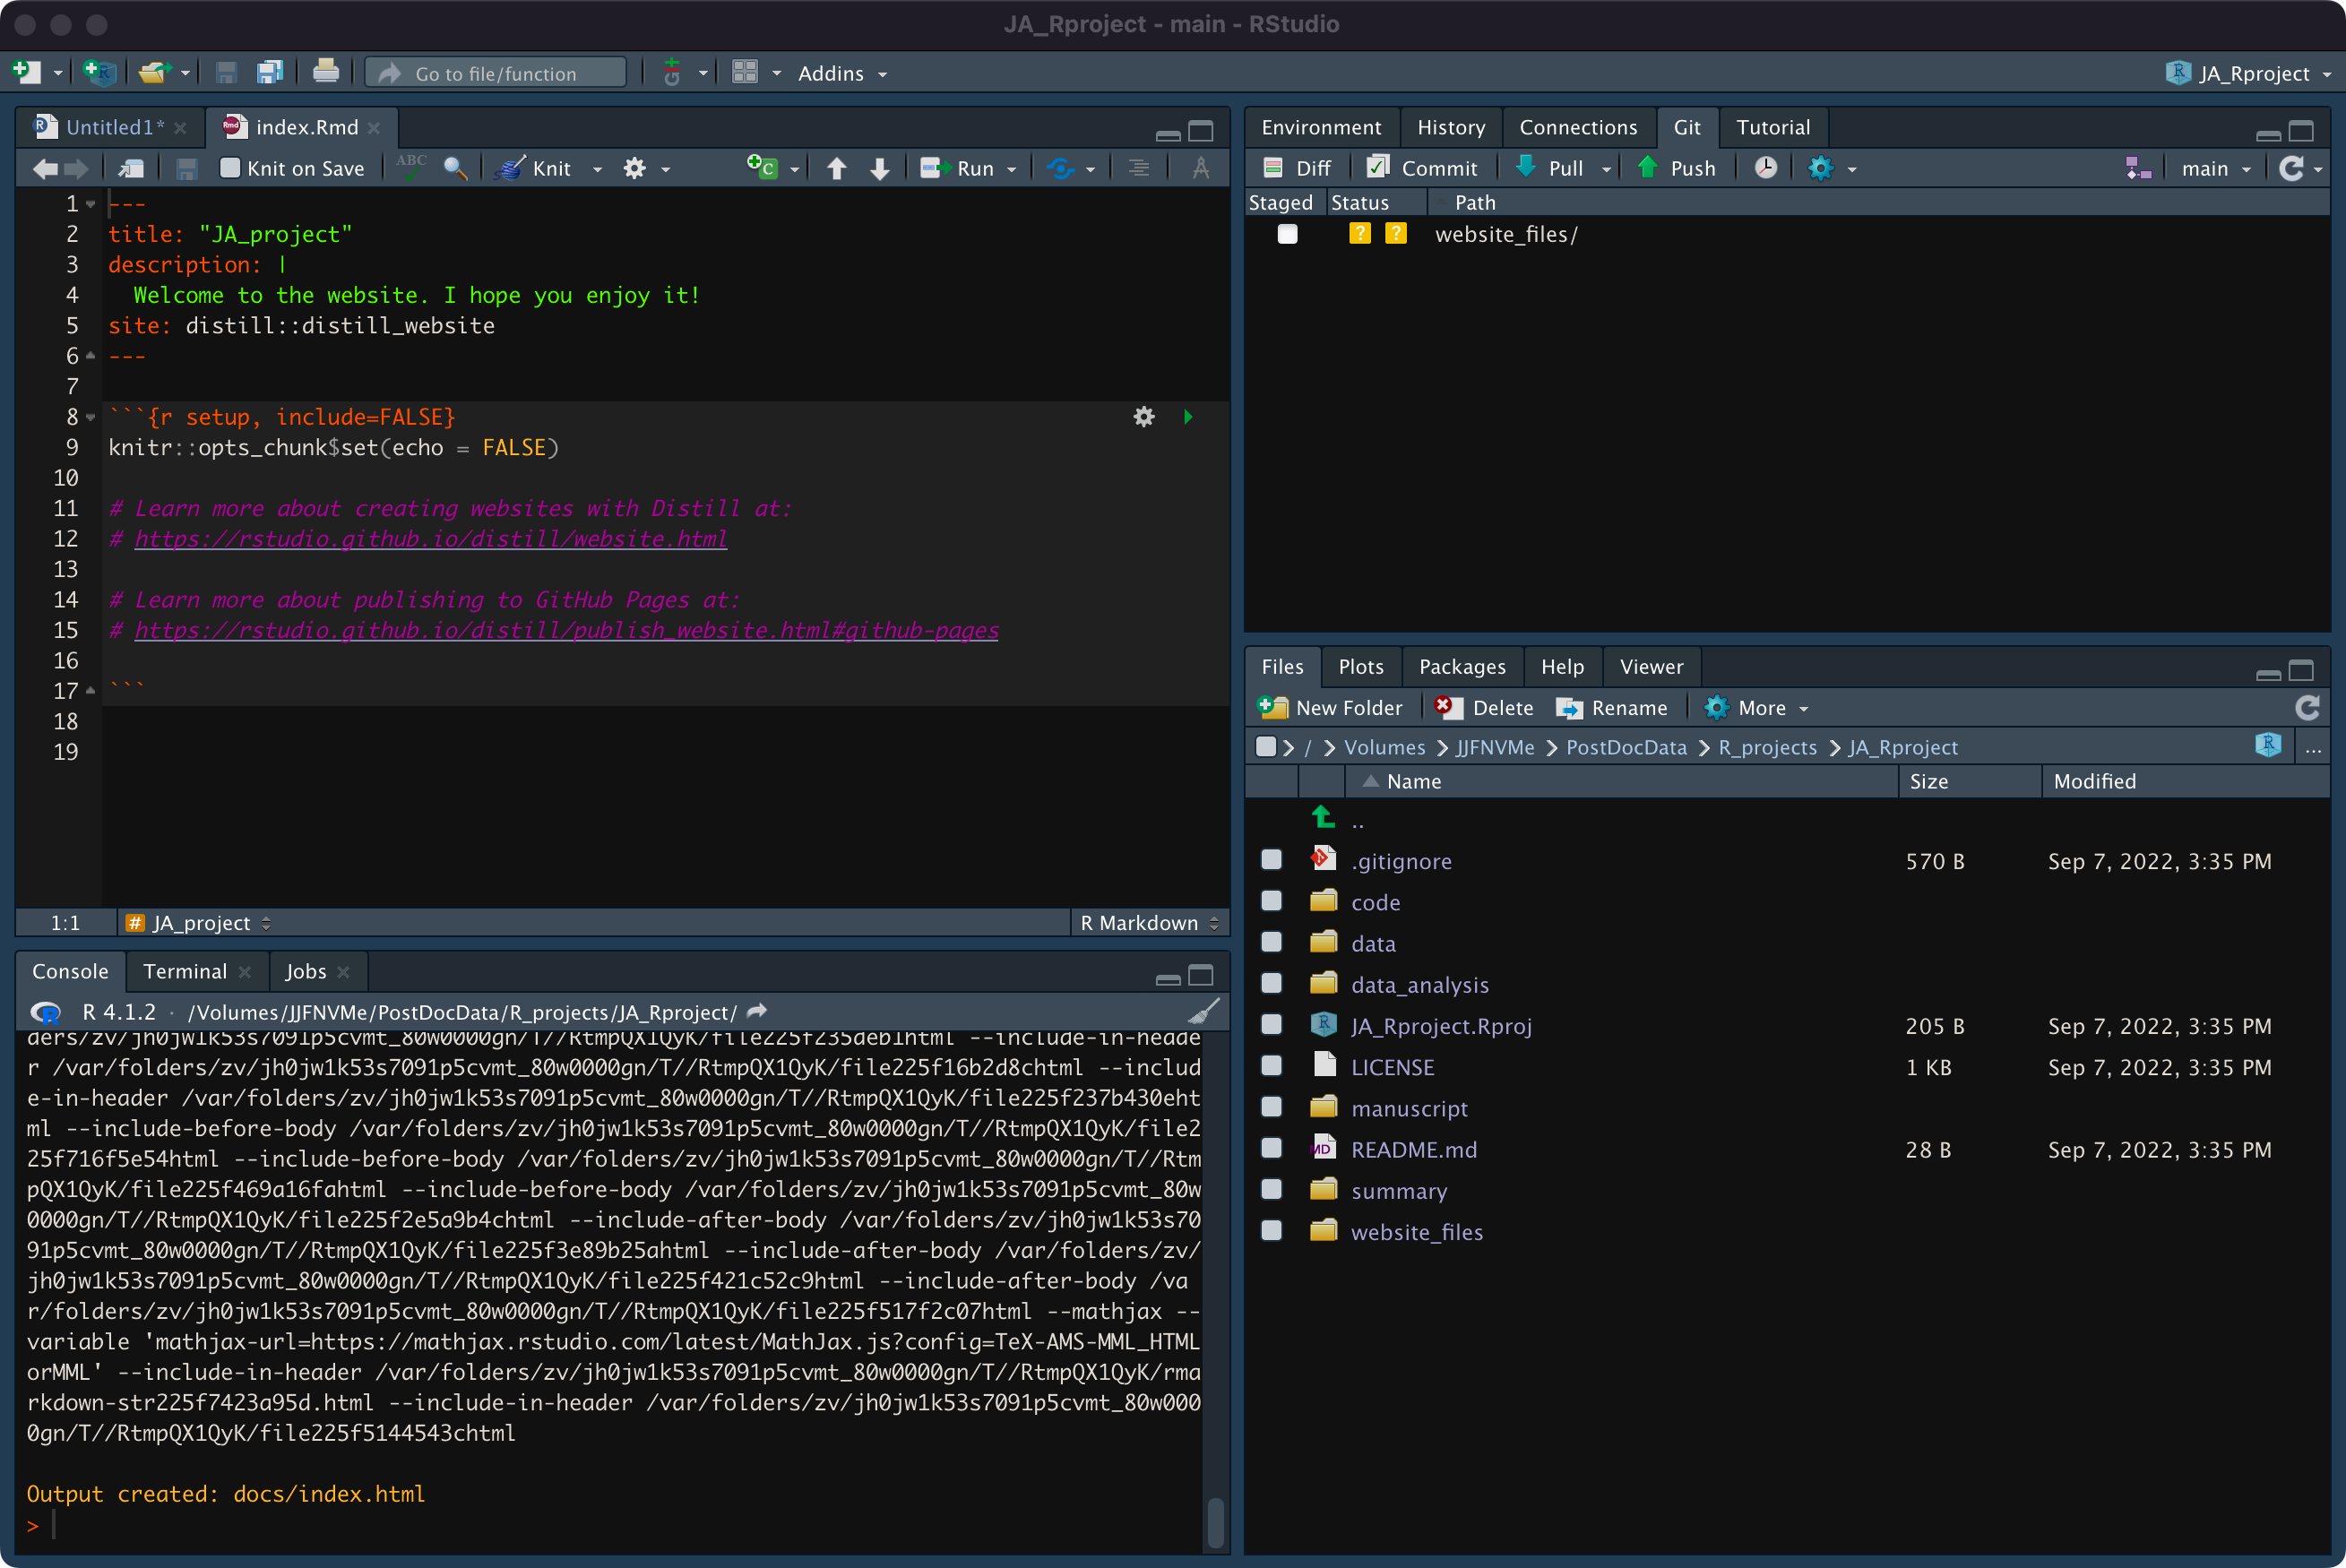 JA_Rproject - main - RStudio
Go to file/function
Addins
JA_Rproject
Untitled1*
index.Rmd
Knit on Save
ABC
Knit
Run
1 ---
2 title: "JA_project"
3 description: |
4 Welcome to the website. I hope you enjoy it!
5 site: distill::distill_website
6 ---
7
8 ```{r setup, include=FALSE}
9 knitr::opts_chunk$set(echo = FALSE)
10
11 # Learn more about creating websites with Distill at:
12 # https://rstudio.github.io/distill/website.html
13
14 # Learn more about publishing to GitHub Pages at:
15 # https://rstudio.github.io/distill/publish_website.html#github-pages
16
17 ```
18
19
1:1 # JA_project R Markdown
Console Terminal Jobs
R 4.1.2 · /Volumes/JJFNVMe/PostDocData/R_projects/JA_Rproject/
ders/zv/jh0jw1k53s7091p5cvmt_80w0000gn/T//RtmpQX1QyK/file225f235deb1html --include-in-heade
r /var/folders/zv/jh0jw1k53s7091p5cvmt_80w0000gn/T//RtmpQX1QyK/file225f16b2d8chtml --includ
e-in-header /var/folders/zv/jh0jw1k53s7091p5cvmt_80w0000gn/T//RtmpQX1QyK/file225f237b430eht
ml --include-before-body /var/folders/zv/jh0jw1k53s7091p5cvmt_80w0000gn/T//RtmpQX1QyK/file2
25f716f5e54html --include-before-body /var/folders/zv/jh0jw1k53s7091p5cvmt_80w0000gn/T//Rtm
pQX1QyK/file225f469a16fahtml --include-before-body /var/folders/zv/jh0jw1k53s7091p5cvmt_80w
0000gn/T//RtmpQX1QyK/file225f2e5a9b4chtml --include-after-body /var/folders/zv/jh0jw1k53s70
91p5cvmt_80w0000gn/T//RtmpQX1QyK/file225f3e89b25ahtml --include-after-body /var/folders/zv/
jh0jw1k53s7091p5cvmt_80w0000gn/T//RtmpQX1QyK/file225f421c52c9html --include-after-body /va
r/folders/zv/jh0jw1k53s7091p5cvmt_80w0000gn/T//RtmpQX1QyK/file225f517f2c07html --mathjax --
variable 'mathjax-url=https://mathjax.rstudio.com/latest/MathJax.js?config=TeX-AMS-MML_HTML
orMML' --include-in-header /var/folders/zv/jh0jw1k53s7091p5cvmt_80w0000gn/T//RtmpQX1QyK/rma
rkdown-str225f7423a95d.html --include-in-header /var/folders/zv/jh0jw1k53s7091p5cvmt_80w000
0gn/T//RtmpQX1QyK/file225f5144543chtml
Output created: docs/index.html
>
Environment History Connections Git Tutorial
Diff Commit Pull Push main
Staged Status Path
? ? website_files/
Files Plots Packages Help Viewer
New Folder Delete Rename More
/ Volumes JJFNVMe PostDocData R_projects JA_Rproject ...
Name Size Modified
..
.gitignore 570 B Sep 7, 2022, 3:35 PM
code
data
data_analysis
JA_Rproject.Rproj 205 B Sep 7, 2022, 3:35 PM
LICENSE 1 KB Sep 7, 2022, 3:35 PM
manuscript
MD README.md 28 B Sep 7, 2022, 3:35 PM
summary
website_files